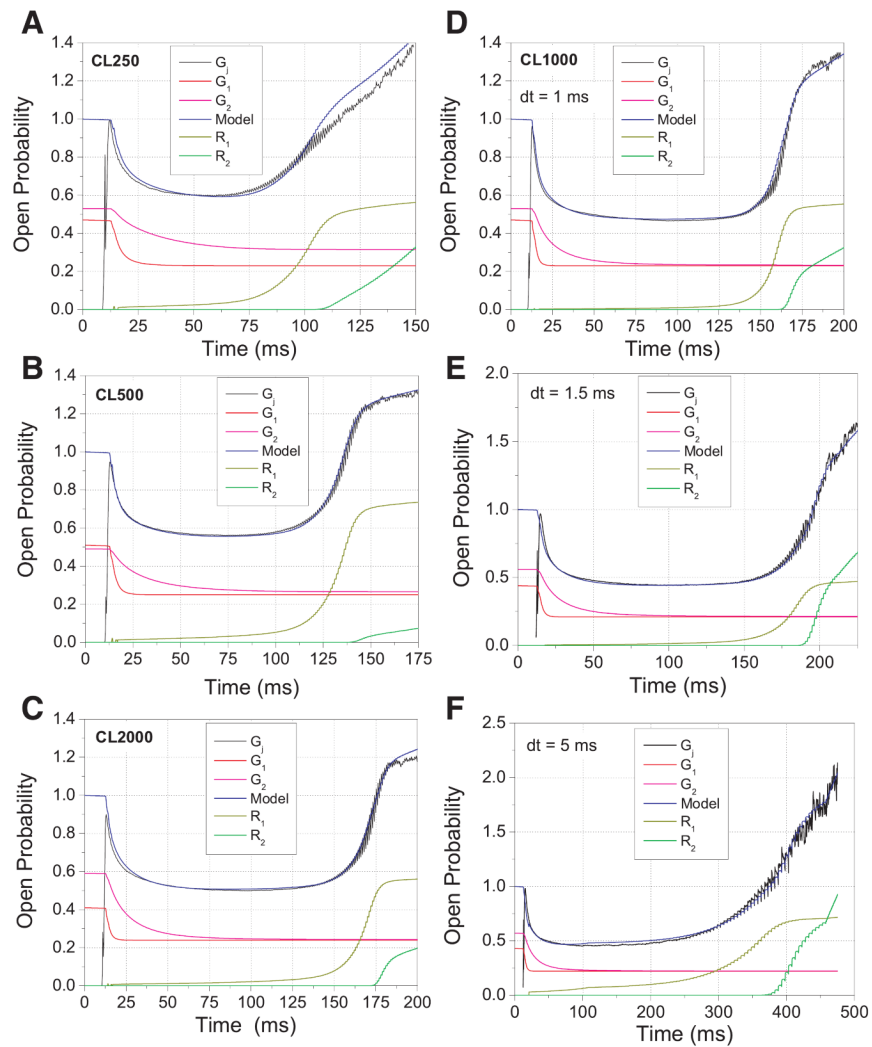 A
CL250
G_j
G_1
G_2
Model
R_1
R_2
Open Probability
1.4
1.2
1.0
0.8
0.6
0.4
0.2
0.0
0 25 50 75 100 125 150
Time (ms)
B
CL500
G_j
G_1
G_2
Model
R_1
R_2
Open Probability
1.4
1.2
1.0
0.8
0.6
0.4
0.2
0.0
0 25 50 75 100 125 150 175
Time (ms)
C
CL2000
G_j
G_1
G_2
Model
R_1
R_2
Open Probability
1.4
1.2
1.0
0.8
0.6
0.4
0.2
0.0
0 25 50 75 100 125 150 175 200
Time (ms)
D
CL1000
dt = 1 ms
G_j
G_1
G_2
Model
R_1
R_2
Open Probability
1.4
1.2
1.0
0.8
0.6
0.4
0.2
0.0
0 25 50 75 100 125 150 175 200
Time (ms)
E
dt = 1.5 ms
G_j
G_1
G_2
Model
R_1
R_2
Open Probability
2.0
1.5
1.0
0.5
0.0
0 50 100 150 200
Time (ms)
F
dt = 5 ms
G_j
G_1
G_2
Model
R_1
R_2
Open Probability
2.5
2.0
1.5
1.0
0.5
0.0
0 100 200 300 400 500
Time (ms)